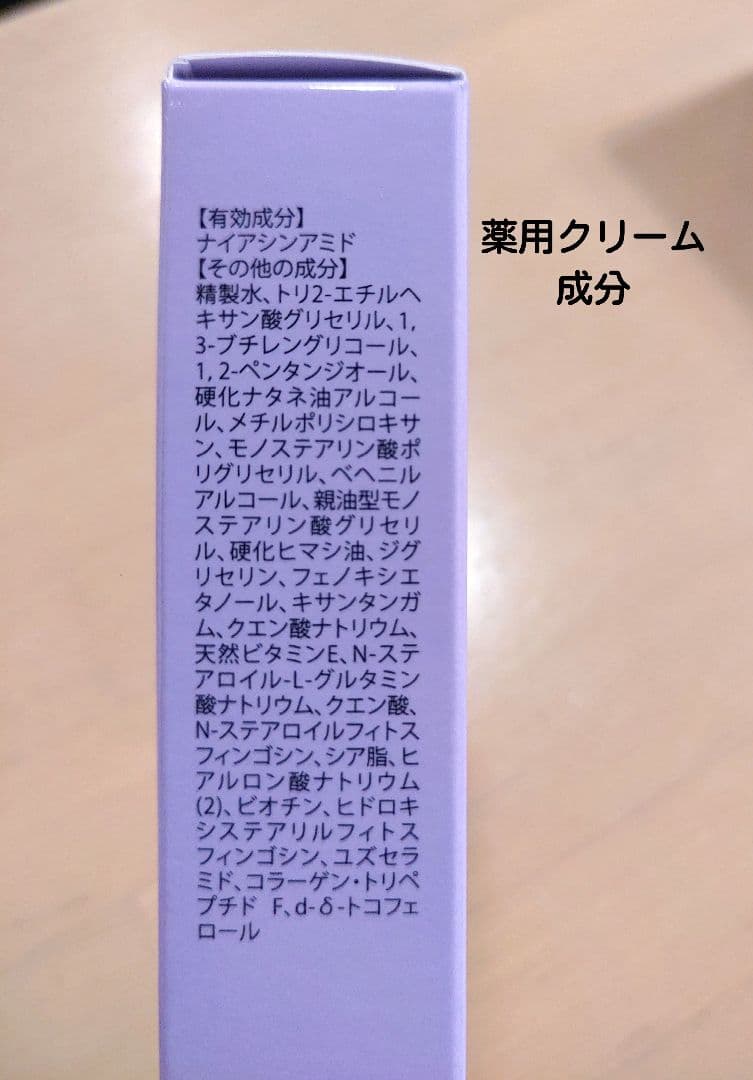 【有効成分】
ナイアシンアミド
【その他の成分】
精製水、トリ2-エチルヘ
キサン酸グリセリル、1,
3-ブチレングリコール、
1, 2-ペンタンジオール、
硬化ナタネ油アルコー
ル、メチルポリシロキサ
ン、モノステアリン酸ポ
リグリセリル、ベヘニル
アルコール、親油型モノ
ステアリン酸グリセリ
ル、硬化ヒマシ油、ジグ
リセリン、フェノキシエ
タノール、キサンタンガ
ム、クエン酸ナトリウム、
天然ビタミンE、N-ステ
アロイル-L-グルタミン
酸ナトリウム、クエン酸、
N-ステアロイルフィトス
フィンゴシン、シア脂、ヒ
アルロン酸ナトリウム
(2)、ビオチン、ヒドロキ
システアリルフィトス
フィンゴシン、ユズセラ
ミド、コラーゲン・トリペ
プチド F、d-δ-トコフェ
ロール
薬用クリーム
成分